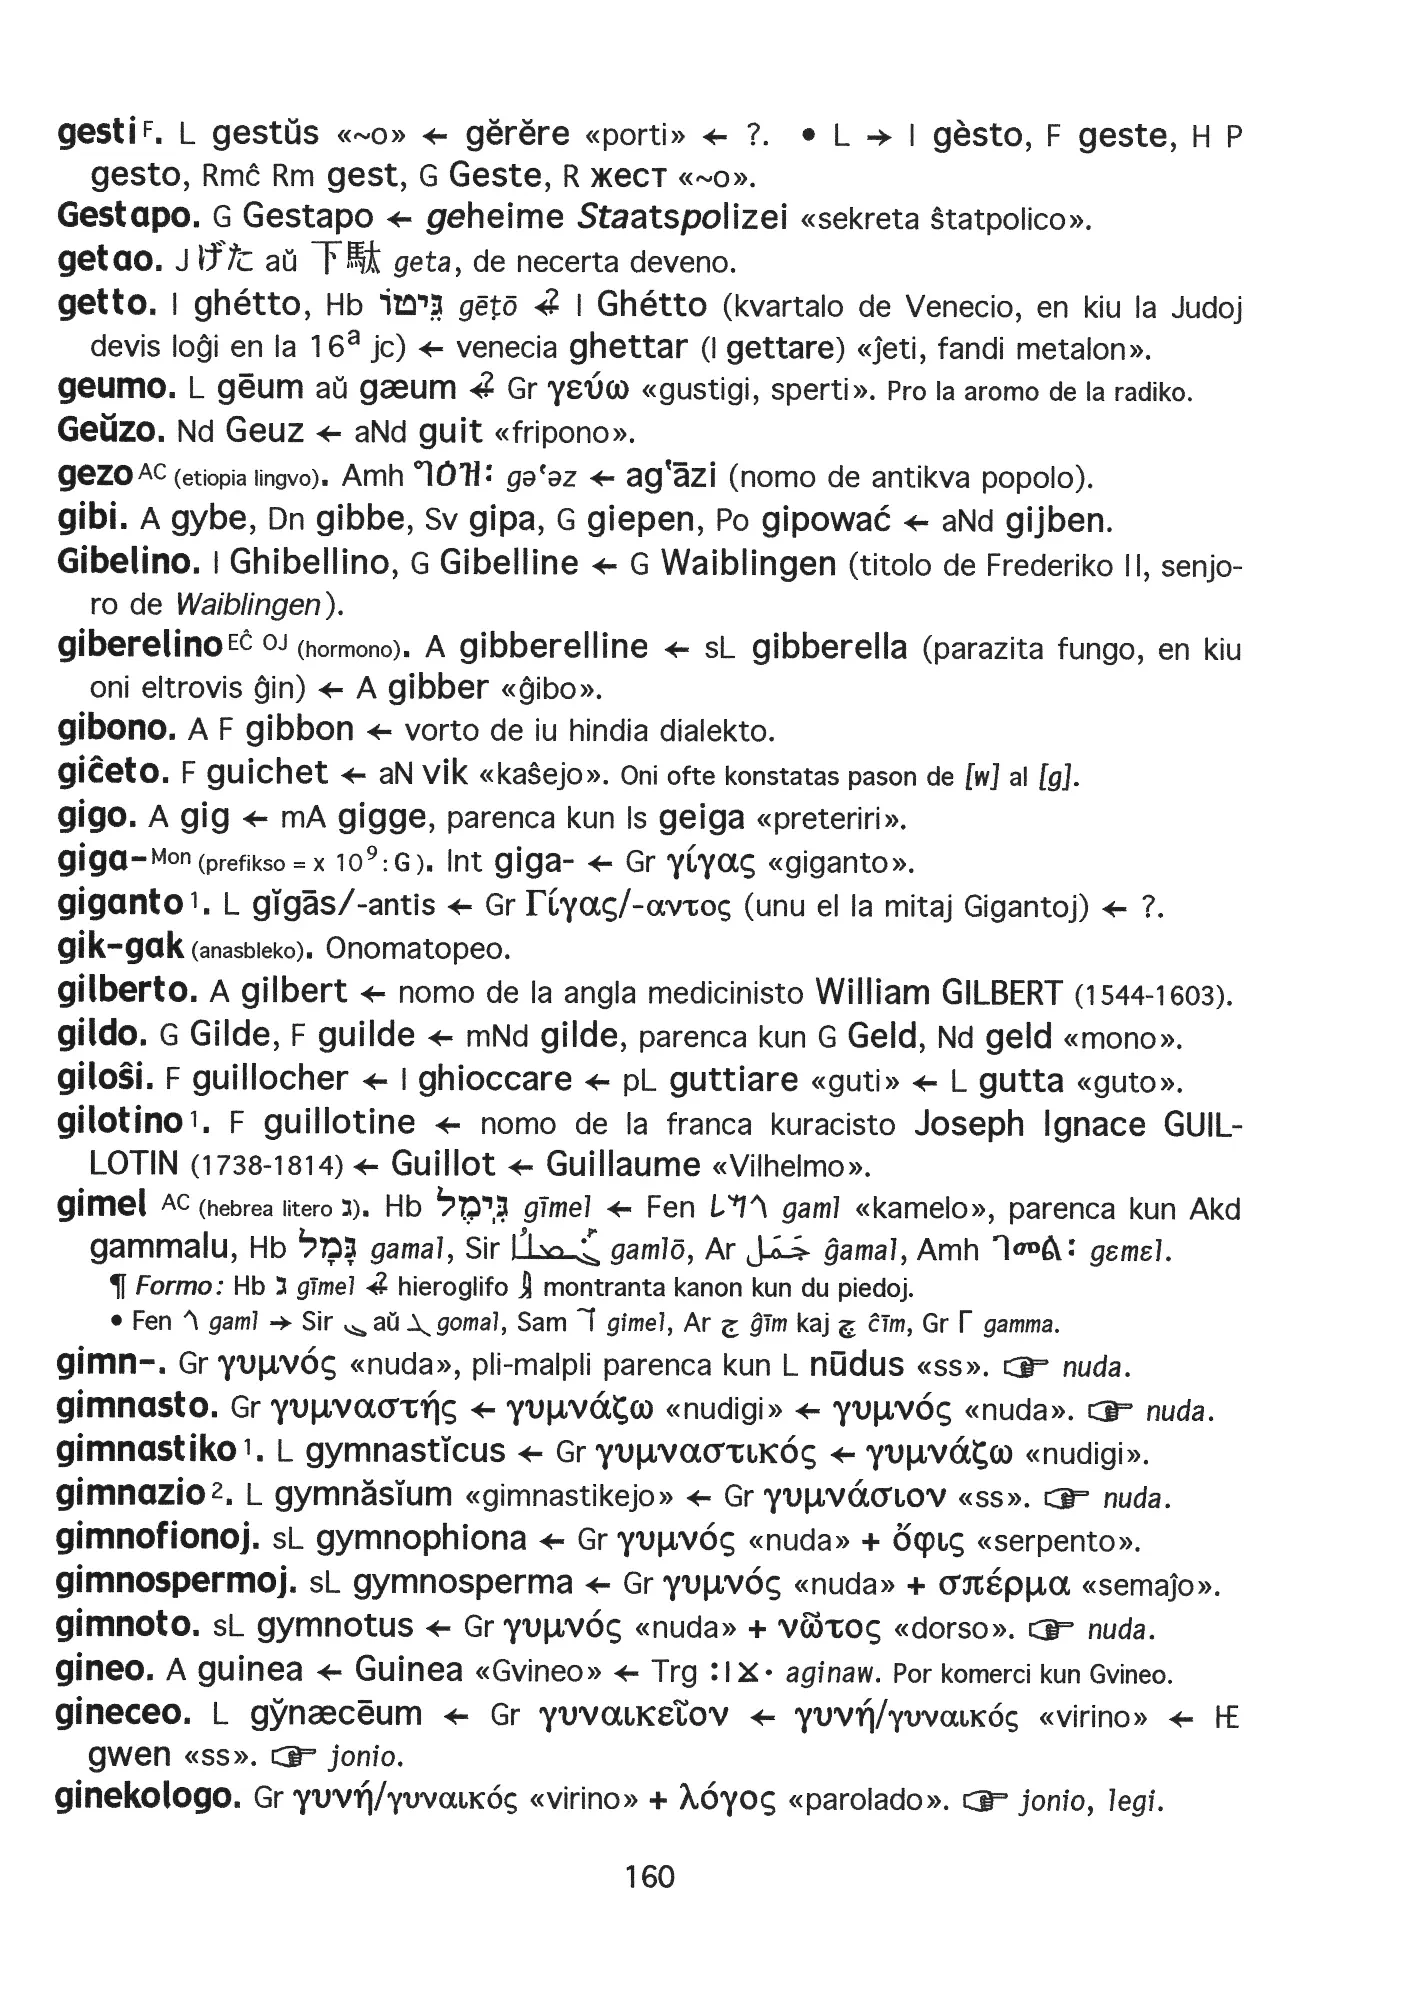 gesti F. L gestŭs «~o» ← gĕrĕre «porti» ← ?. • L → I gèsto, F geste, H P
gesto, Rmĉ Rm gest, G Geste, R жест «~o».
Gestapo. G Gestapo ← geheime Staatspolizei «sekreta ŝtatpolico».
getao. J げた aŭ 下駄 geta, de necerta deveno.
getto. I ghétto, Hb גֵּיטוֹ gēṭō ⇐? I Ghétto (kvartalo de Venecio, en kiu la Judoj
devis loĝi en la 16ª jc) ← venecia ghettar (I gettare) «ĵeti, fandi metalon».
geumo. L gēum aŭ gæum ⇐? Gr γεύω «gustigi, sperti». Pro la aromo de la radiko.
Geŭzo. Nd Geuz ← aNd guit «fripono».
gezo AC (etiopia lingvo). Amh ግዕዝ፡ gəʿəz ← agʿāzi (nomo de antikva popolo).
gibi. A gybe, Dn gibbe, Sv gipa, G giepen, Po gipować ← aNd gijben.
Gibelino. I Ghibellino, G Gibelline ← G Waiblingen (titolo de Frederiko II, senjo-
ro de Waiblingen).
giberelino EĈ OJ (hormono). A gibberelline ← sL gibberella (parazita fungo, en kiu
oni eltrovis ĝin) ← A gibber «ĝibo».
gibono. A F gibbon ← vorto de iu hindia dialekto.
giĉeto. F guichet ← aN vik «kaŝejo». Oni ofte konstatas pason de [w] al [g].
gigo. A gig ← mA gigge, parenca kun Is geiga «preteriri».
giga- Mon (prefikso = x 10⁹: G). Int giga- ← Gr γίγας «giganto».
giganto 1. L gĭgās/-antis ← Gr Γίγας/-αντος (unu el la mitaj Gigantoj) ← ?.
gik-gak (anasbleko). Onomatopeo.
gilberto. A gilbert ← nomo de la angla medicinisto William GILBERT (1544-1603).
gildo. G Gilde, F guilde ← mNd gilde, parenca kun G Geld, Nd geld «mono».
giloŝi. F guillocher ← I ghioccare ← pL guttiare «guti» ← L gutta «guto».
gilotino 1. F guillotine ← nomo de la franca kuracisto Joseph Ignace GUIL-
LOTIN (1738-1814) ← Guillot ← Guillaume «Vilhelmo».
gimel AC (hebrea litero ג). Hb גִּימֶל gīmel ← Fen 𐤂𐤌𐤋 gaml «kamelo», parenca kun Akd
gammalu, Hb גָּמָל gamal, Sir gamlō, Ar جَمَل ĝamal, Amh ገመል፡ gɛmɛl.
¶ Formo: Hb ג gīmel ⇐? hieroglifo montranta kanon kun du piedoj.
• Fen 𐤂 gaml → Sir ܓ aŭ gomal, Sam ࠂ gimel, Ar ج ĝīm kaj چ ĉīm, Gr Γ gamma.
gimn-. Gr γυμνός «nuda», pli-malpli parenca kun L nūdus «ss». ☞ nuda.
gimnasto. Gr γυμναστής ← γυμνάζω «nudigi» ← γυμνός «nuda». ☞ nuda.
gimnastiko 1. L gymnastĭcus ← Gr γυμναστικός ← γυμνάζω «nudigi».
gimnazio 2. L gymnăsĭum «gimnastikejo» ← Gr γυμνάσιον «ss». ☞ nuda.
gimnofionoj. sL gymnophiona ← Gr γυμνός «nuda» + ὄφις «serpento».
gimnospermoj. sL gymnosperma ← Gr γυμνός «nuda» + σπέρμα «semaĵo».
gimnoto. sL gymnotus ← Gr γυμνός «nuda» + νῶτος «dorso». ☞ nuda.
gineo. A guinea ← Guinea «Gvineo» ← Trg ⵓⵏⵊⴰ aginaw. Por komerci kun Gvineo.
gineceo. L gўnæcēum ← Gr γυναικεῖον ← γυνή/γυναικός «virino» ← IE
gwen «ss». ☞ jonio.
ginekologo. Gr γυνή/γυναικός «virino» + λόγος «parolado». ☞ jonio, legi.
160